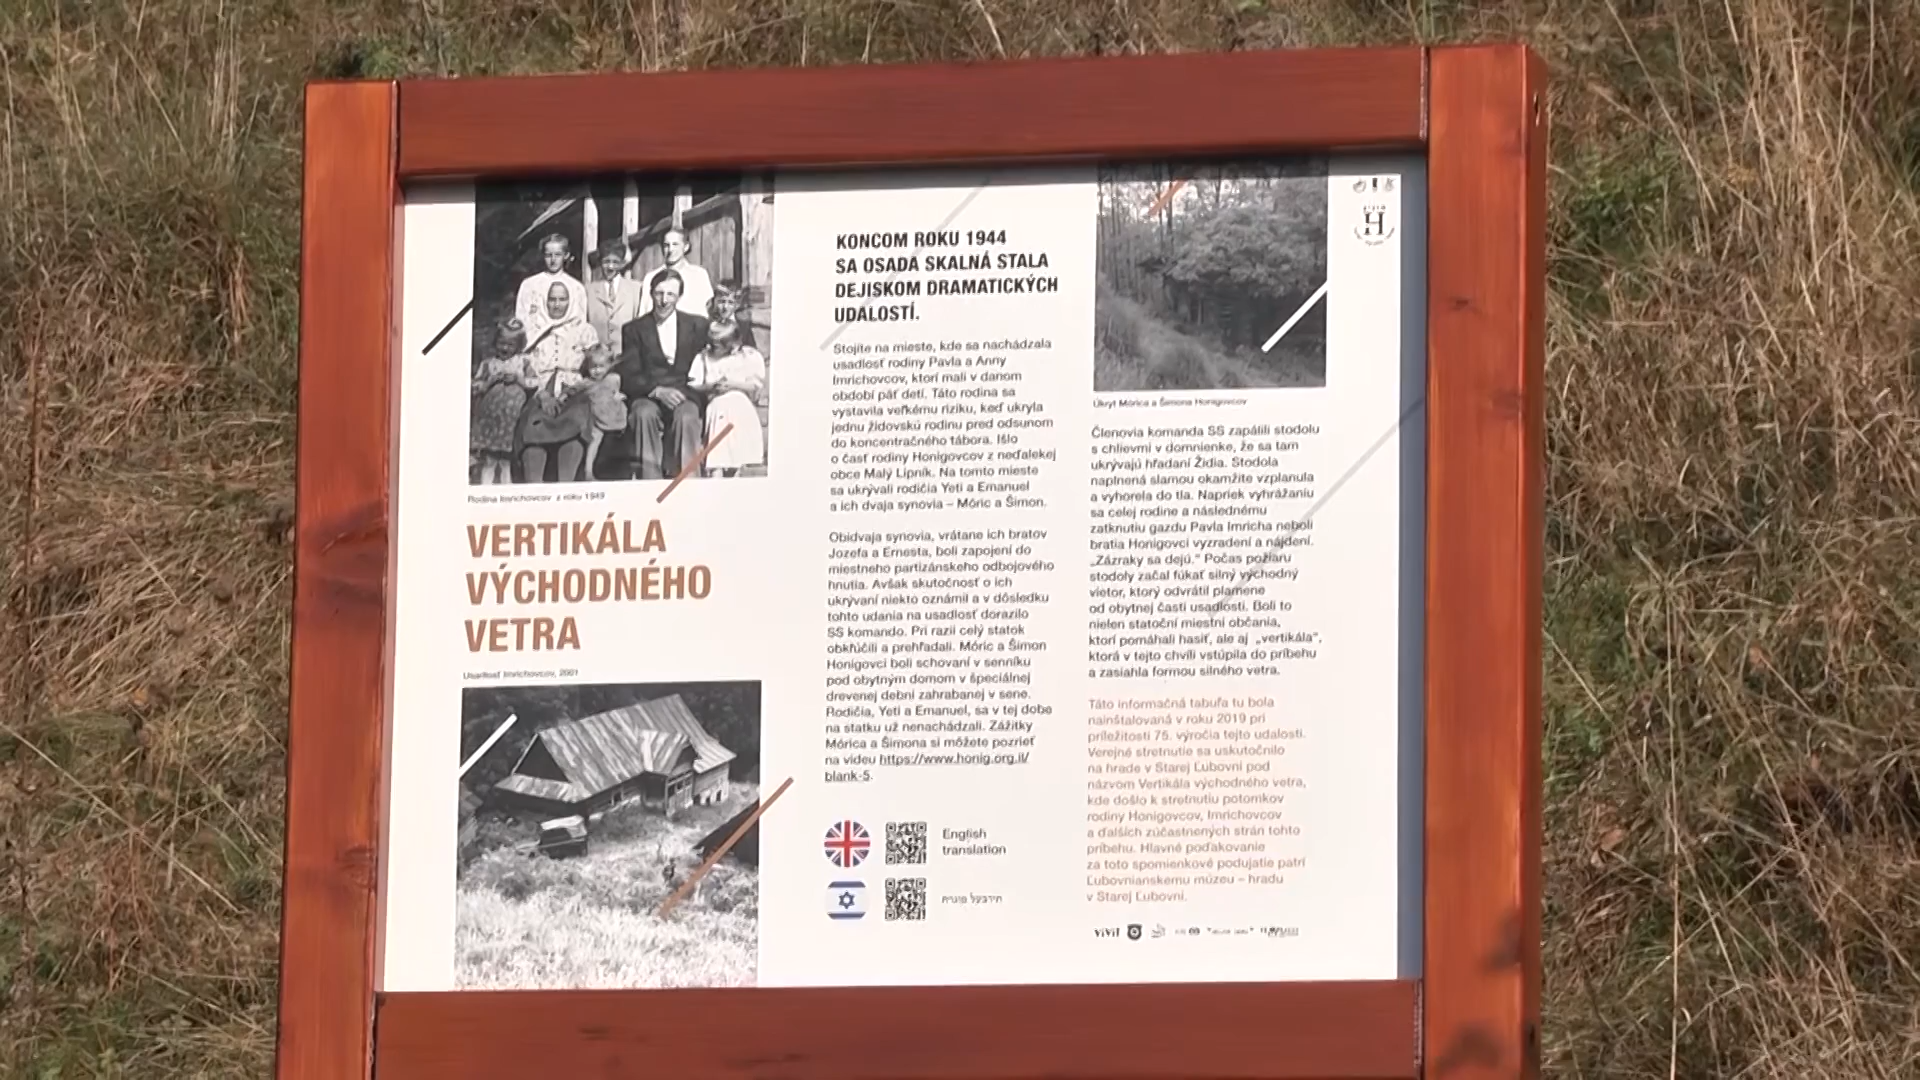 Rodina Imrichovcov z roku 1949
VERTIKÁLA
VÝCHODNÉHO
VETRA
Usadlosť Imrichovcov, 2001
KONCOM ROKU 1944
SA OSADA SKALNÁ STALA
DEJISKOM DRAMATICKÝCH
UDALOSTÍ.
Stojíte na mieste, kde sa nachádzala
usadlosť rodiny Pavla a Anny
Imrichovcov, ktorí mali v danom
období päť detí. Táto rodina sa
vystavila veľkému riziku, keď ukryla
jednu židovskú rodinu pred odsunom
do koncentračného tábora. Išlo
o časť rodiny Honigovcov z neďalekej
obce Malý Lipník. Na tomto mieste
sa ukrývali rodičia Yeti a Emanuel
a ich dvaja synovia – Móric a Šimon.
Obidvaja synovia, vrátane ich bratov
Jozefa a Ernesta, boli zapojení do
miestneho partizánskeho odbojového
hnutia. Avšak skutočnosť o ich
ukrývaní niekto oznámil a v dôsledku
tohto udania na usadlosť dorazilo
SS komando. Pri razii celý statok
obkľúčili a prehľadali. Móric a Šimon
Honigovci boli schovaní v senníku
pod obytným domom v špeciálnej
drevenej debni zahrabanej v sene.
Rodičia, Yeti a Emanuel, sa v tej dobe
na statku už nenachádzali. Zážitky
Mórica a Šimona si môžete pozrieť
na videu https://www.honig.org.il/
blank-5.
English
translation
Úkryt Mórica a Šimona Honigovcov
Členovia komanda SS zapálili stodolu
s chlievmi v domnienke, že sa tam
ukrývajú hľadaní Židia. Stodola
naplnená slamou okamžite vzplanula
a vyhorela do tla. Napriek vyhrážaniu
sa celej rodine a následnému
zatknutiu gazdu Pavla Imricha neboli
bratia Honigovci vyzradení a nájdení.
„Zázraky sa dejú.“ Počas požiaru
stodoly začal fúkať silný východný
vietor, ktorý odvrátil plamene
od obytnej časti usadlosti. Boli to
nielen statoční miestni občania,
ktorí pomáhali hasiť, ale aj „vertikála“,
ktorá v tejto chvíli vstúpila do príbehu
a zasiahla formou silného vetra.
Táto informačná tabuľa tu bola
nainštalovaná v roku 2019 pri
príležitosti 75. výročia tejto udalosti.
Verejné stretnutie sa uskutočnilo
na hrade v Starej Ľubovni pod
názvom Vertikála východného vetra,
kde došlo k stretnutiu potomkov
rodiny Honigovcov, Imrichovcov
a ďalších zúčastnených strán tohto
príbehu. Hlavné poďakovanie
za toto spomienkové podujatie patrí
Ľubovnianskemu múzeu – hradu
v Starej Ľubovni.
H